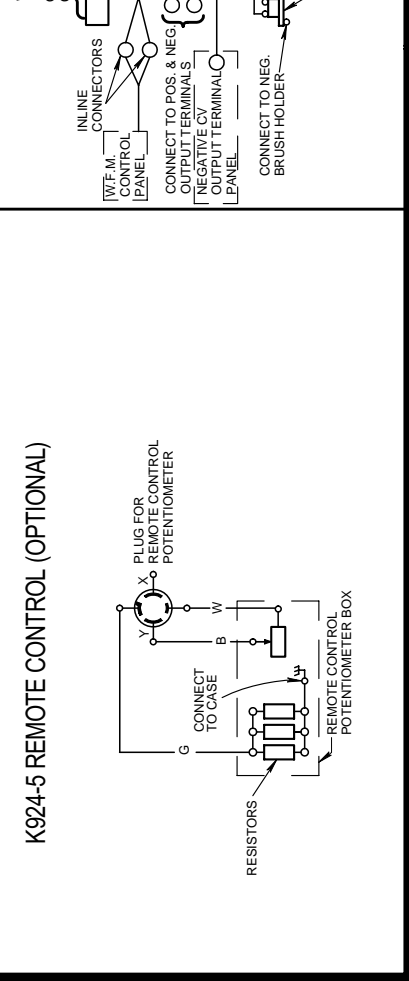 K924-5 REMOTE CONTROL (OPTIONAL)
PLUG FOR
REMOTE CONTROL
POTENTIOMETER
X
Y
W
B
G
CONNECT
TO CASE
RESISTORS
REMOTE CONTROL
POTENTIOMETER BOX
INLINE
CONNECTORS
W.F.M.
CONTROL
PANEL
CONNECT TO POS. & NEG.
OUTPUT TERMINALS
NEGATIVE CV
OUTPUT TERMINAL
PANEL
CONNECT TO NEG.
BRUSH HOLDER